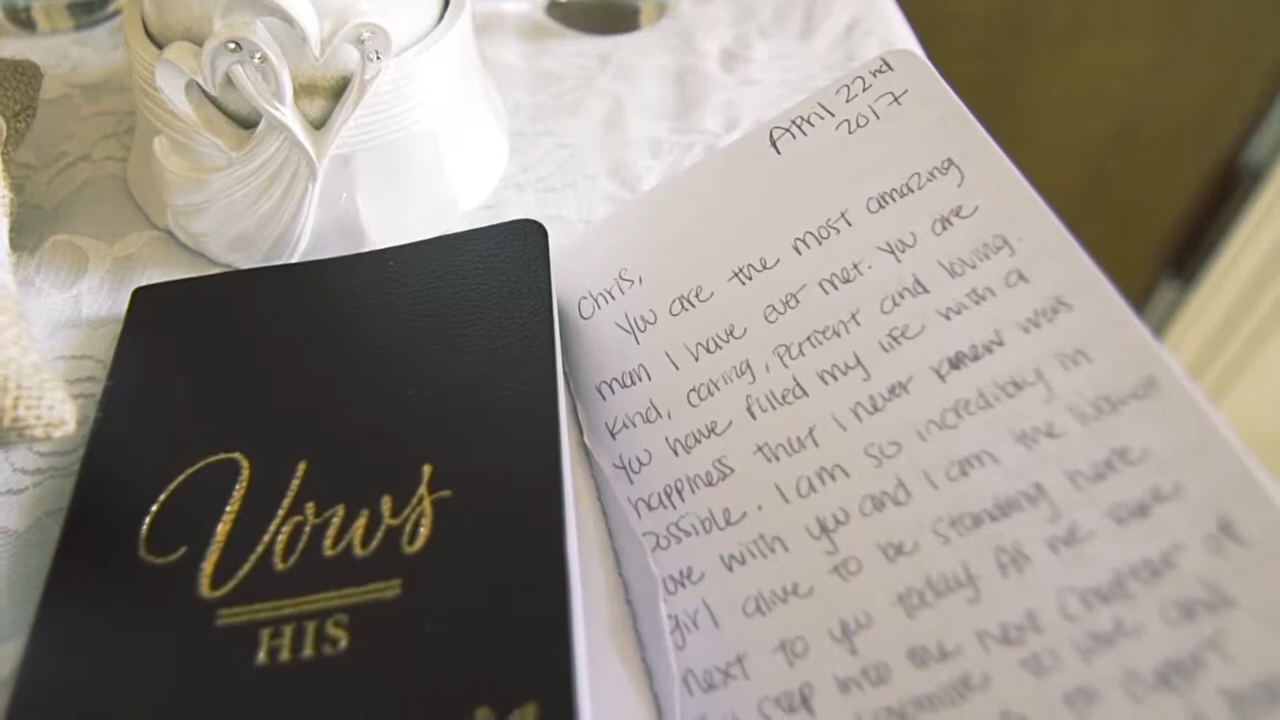 Vows
HIS
April 22nd
2017
Chris,
You are the most amazing
man I have ever met. You are
kind, caring, patient and loving.
You have filled my life with a
happiness that I never knew was
possible. I am so incredibly in
love with you and I am the luckiest
girl alive to be standing here
next to you today As we
step into the next chapter of
to love and